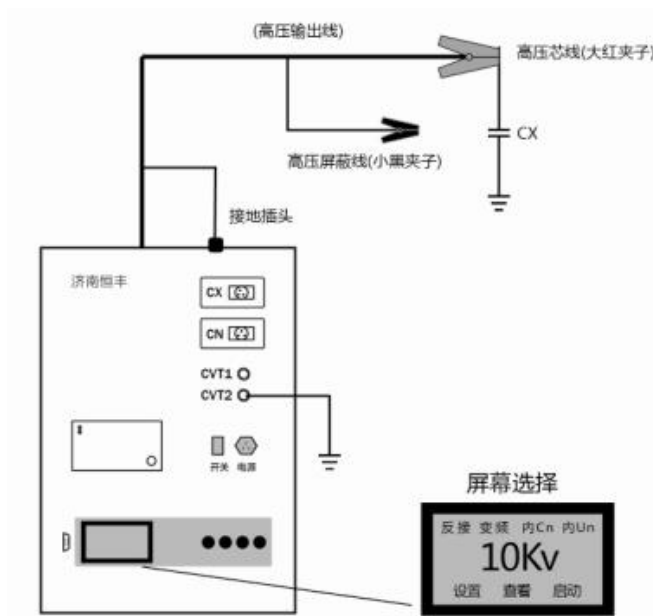 (高压输出线)
高压芯线(大红夹子)
CX
高压屏蔽线(小黑夹子)
接地插头
济南恒丰
CX
CN
CVT1
CVT2
开关 电源
屏幕选择
反接 变频 内Cn 内Un
10Kv
设置 查看 启动